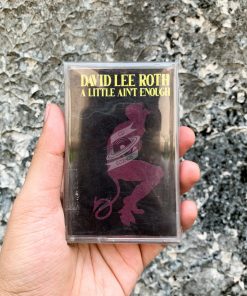 DAVID LEE ROTH
A LITTLE AIN'T ENOUGH